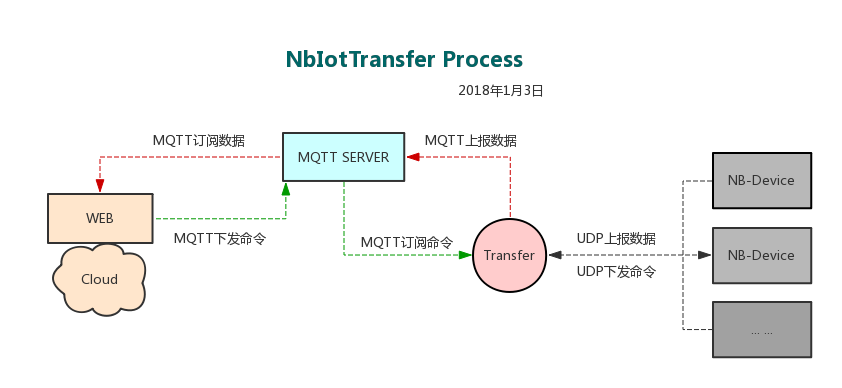 NbIotTransfer Process
2018年1月3日
MQTT订阅数据
MQTT SERVER
MQTT上报数据
WEB
MQTT下发命令
Cloud
MQTT订阅命令
Transfer
UDP上报数据
UDP下发命令
NB-Device
NB-Device
... ...